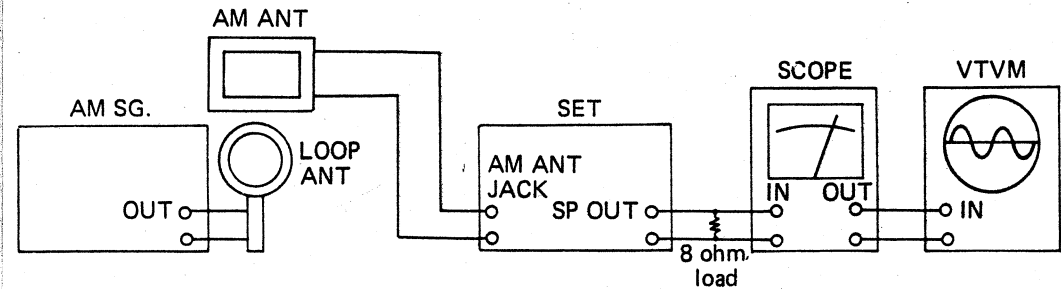 AM ANT
AM SG.
LOOP
ANT
OUT
SET
AM ANT
JACK
SP OUT
8 ohm.
load
SCOPE
IN OUT
VTVM
IN